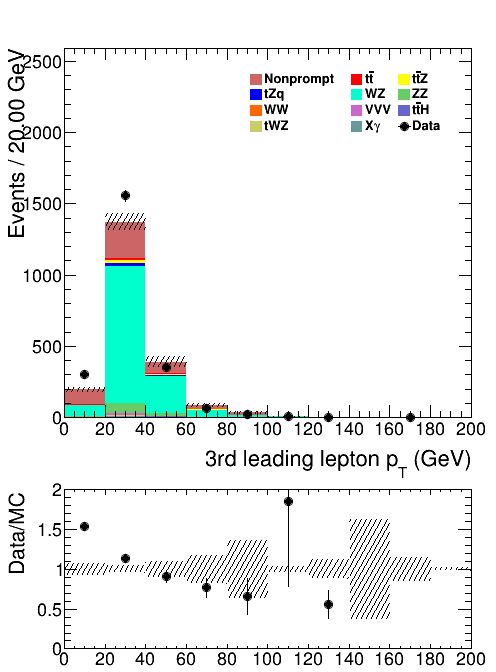 Events / 20.00 GeV
2500
2000
1500
1000
500
0
Nonprompt tt̄ tt̄Z
tZq WZ ZZ
WW VVV tt̄H
tWZ Xγ Data
0 20 40 60 80 100 120 140 160 180 200
3rd leading lepton p_T (GeV)
Data/MC
2
1.5
1
0.5
0
0 20 40 60 80 100 120 140 160 180 200